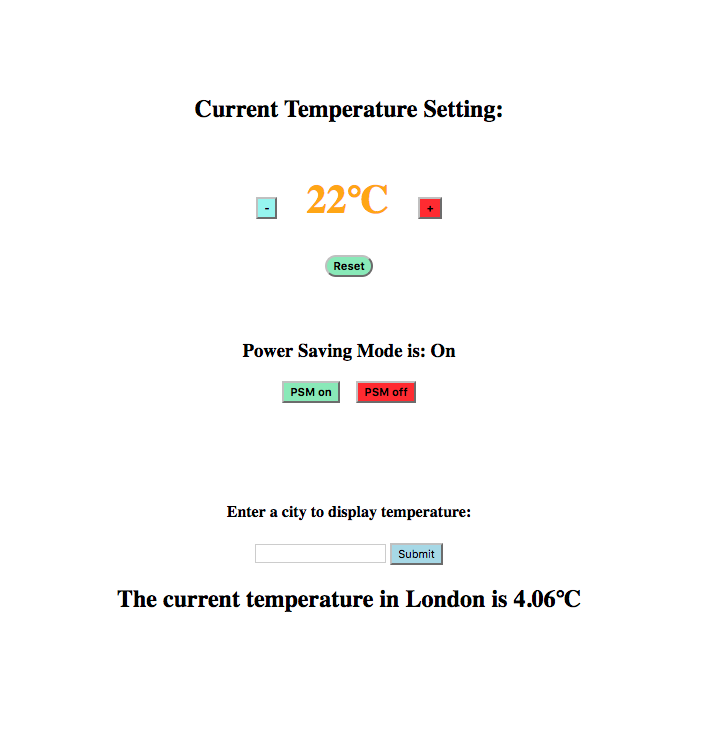 Current Temperature Setting:
- 22°C +
Reset
Power Saving Mode is: On
PSM on PSM off
Enter a city to display temperature:
Submit
The current temperature in London is 4.06°C